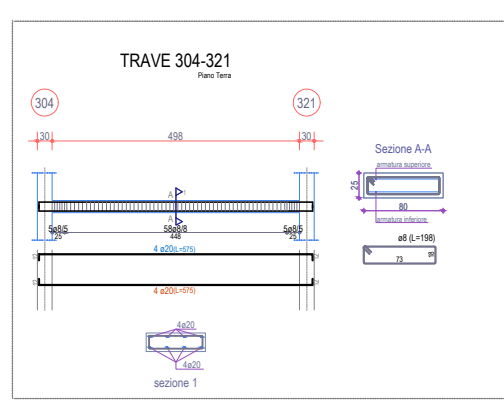 TRAVE 304-321
Piano Terra
304
321
30
498
30
Sezione A-A
armatura superiore
25
80
armatura inferiore
A
1
A
5ø8/5
58ø8/8
5ø8/5
25
448
25
4 ø20(L=575)
4 ø20(L=575)
ø8 (L=198)
73
4ø20
4ø20
sezione 1